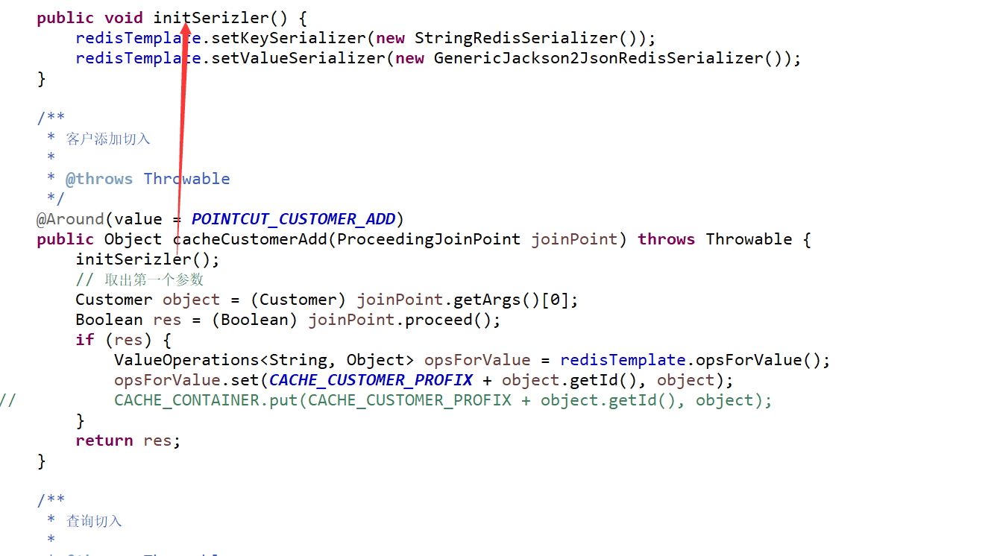 public void initSerizler() {
redisTemplate.setKeySerializer(new StringRedisSerializer());
redisTemplate.setValueSerializer(new GenericJackson2JsonRedisSerializer());
}
/**
* 客户添加切入
*
* @throws Throwable
*/
@Around(value = POINTCUT_CUSTOMER_ADD)
public Object cacheCustomerAdd(ProceedingJoinPoint joinPoint) throws Throwable {
initSerizler();
// 取出第一个参数
Customer object = (Customer) joinPoint.getArgs()[0];
Boolean res = (Boolean) joinPoint.proceed();
if (res) {
ValueOperations<String, Object> opsForValue = redisTemplate.opsForValue();
opsForValue.set(CACHE_CUSTOMER_PROFIX + object.getId(), object);
// CACHE_CONTAINER.put(CACHE_CUSTOMER_PROFIX + object.getId(), object);
}
return res;
}
/**
* 查询切入
*